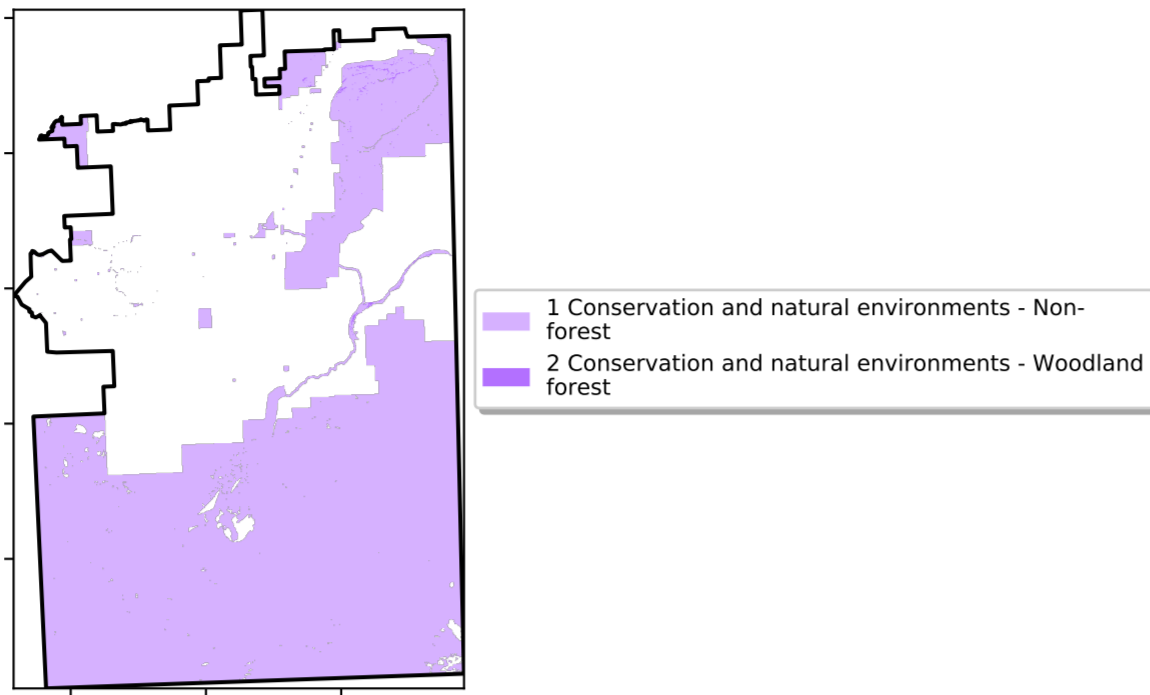 1 Conservation and natural environments - Non-
forest
2 Conservation and natural environments - Woodland
forest